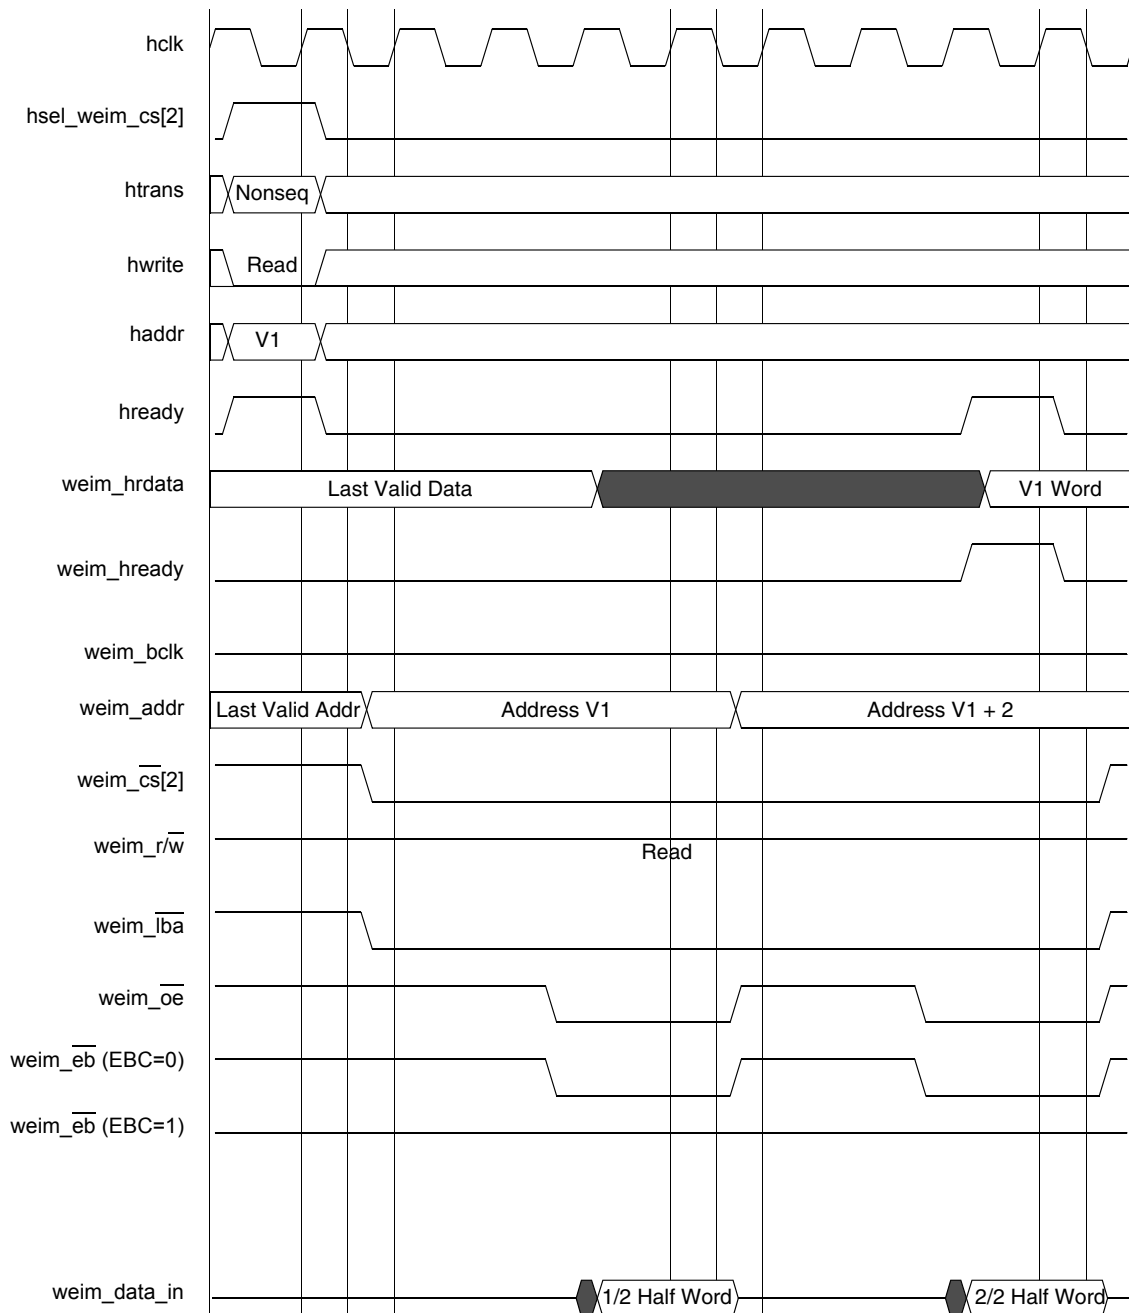 hclk
hsel_weim_cs[2]
htrans Nonseq
hwrite Read
haddr V1
hready
weim_hrdata Last Valid Data V1 Word
weim_hready
weim_bclk
weim_addr Last Valid Addr Address V1 Address V1 + 2
weim_cs[2]
weim_r/w
Read
weim_lba
weim_oe
weim_eb (EBC=0)
weim_eb (EBC=1)
weim_data_in 1/2 Half Word 2/2 Half Word